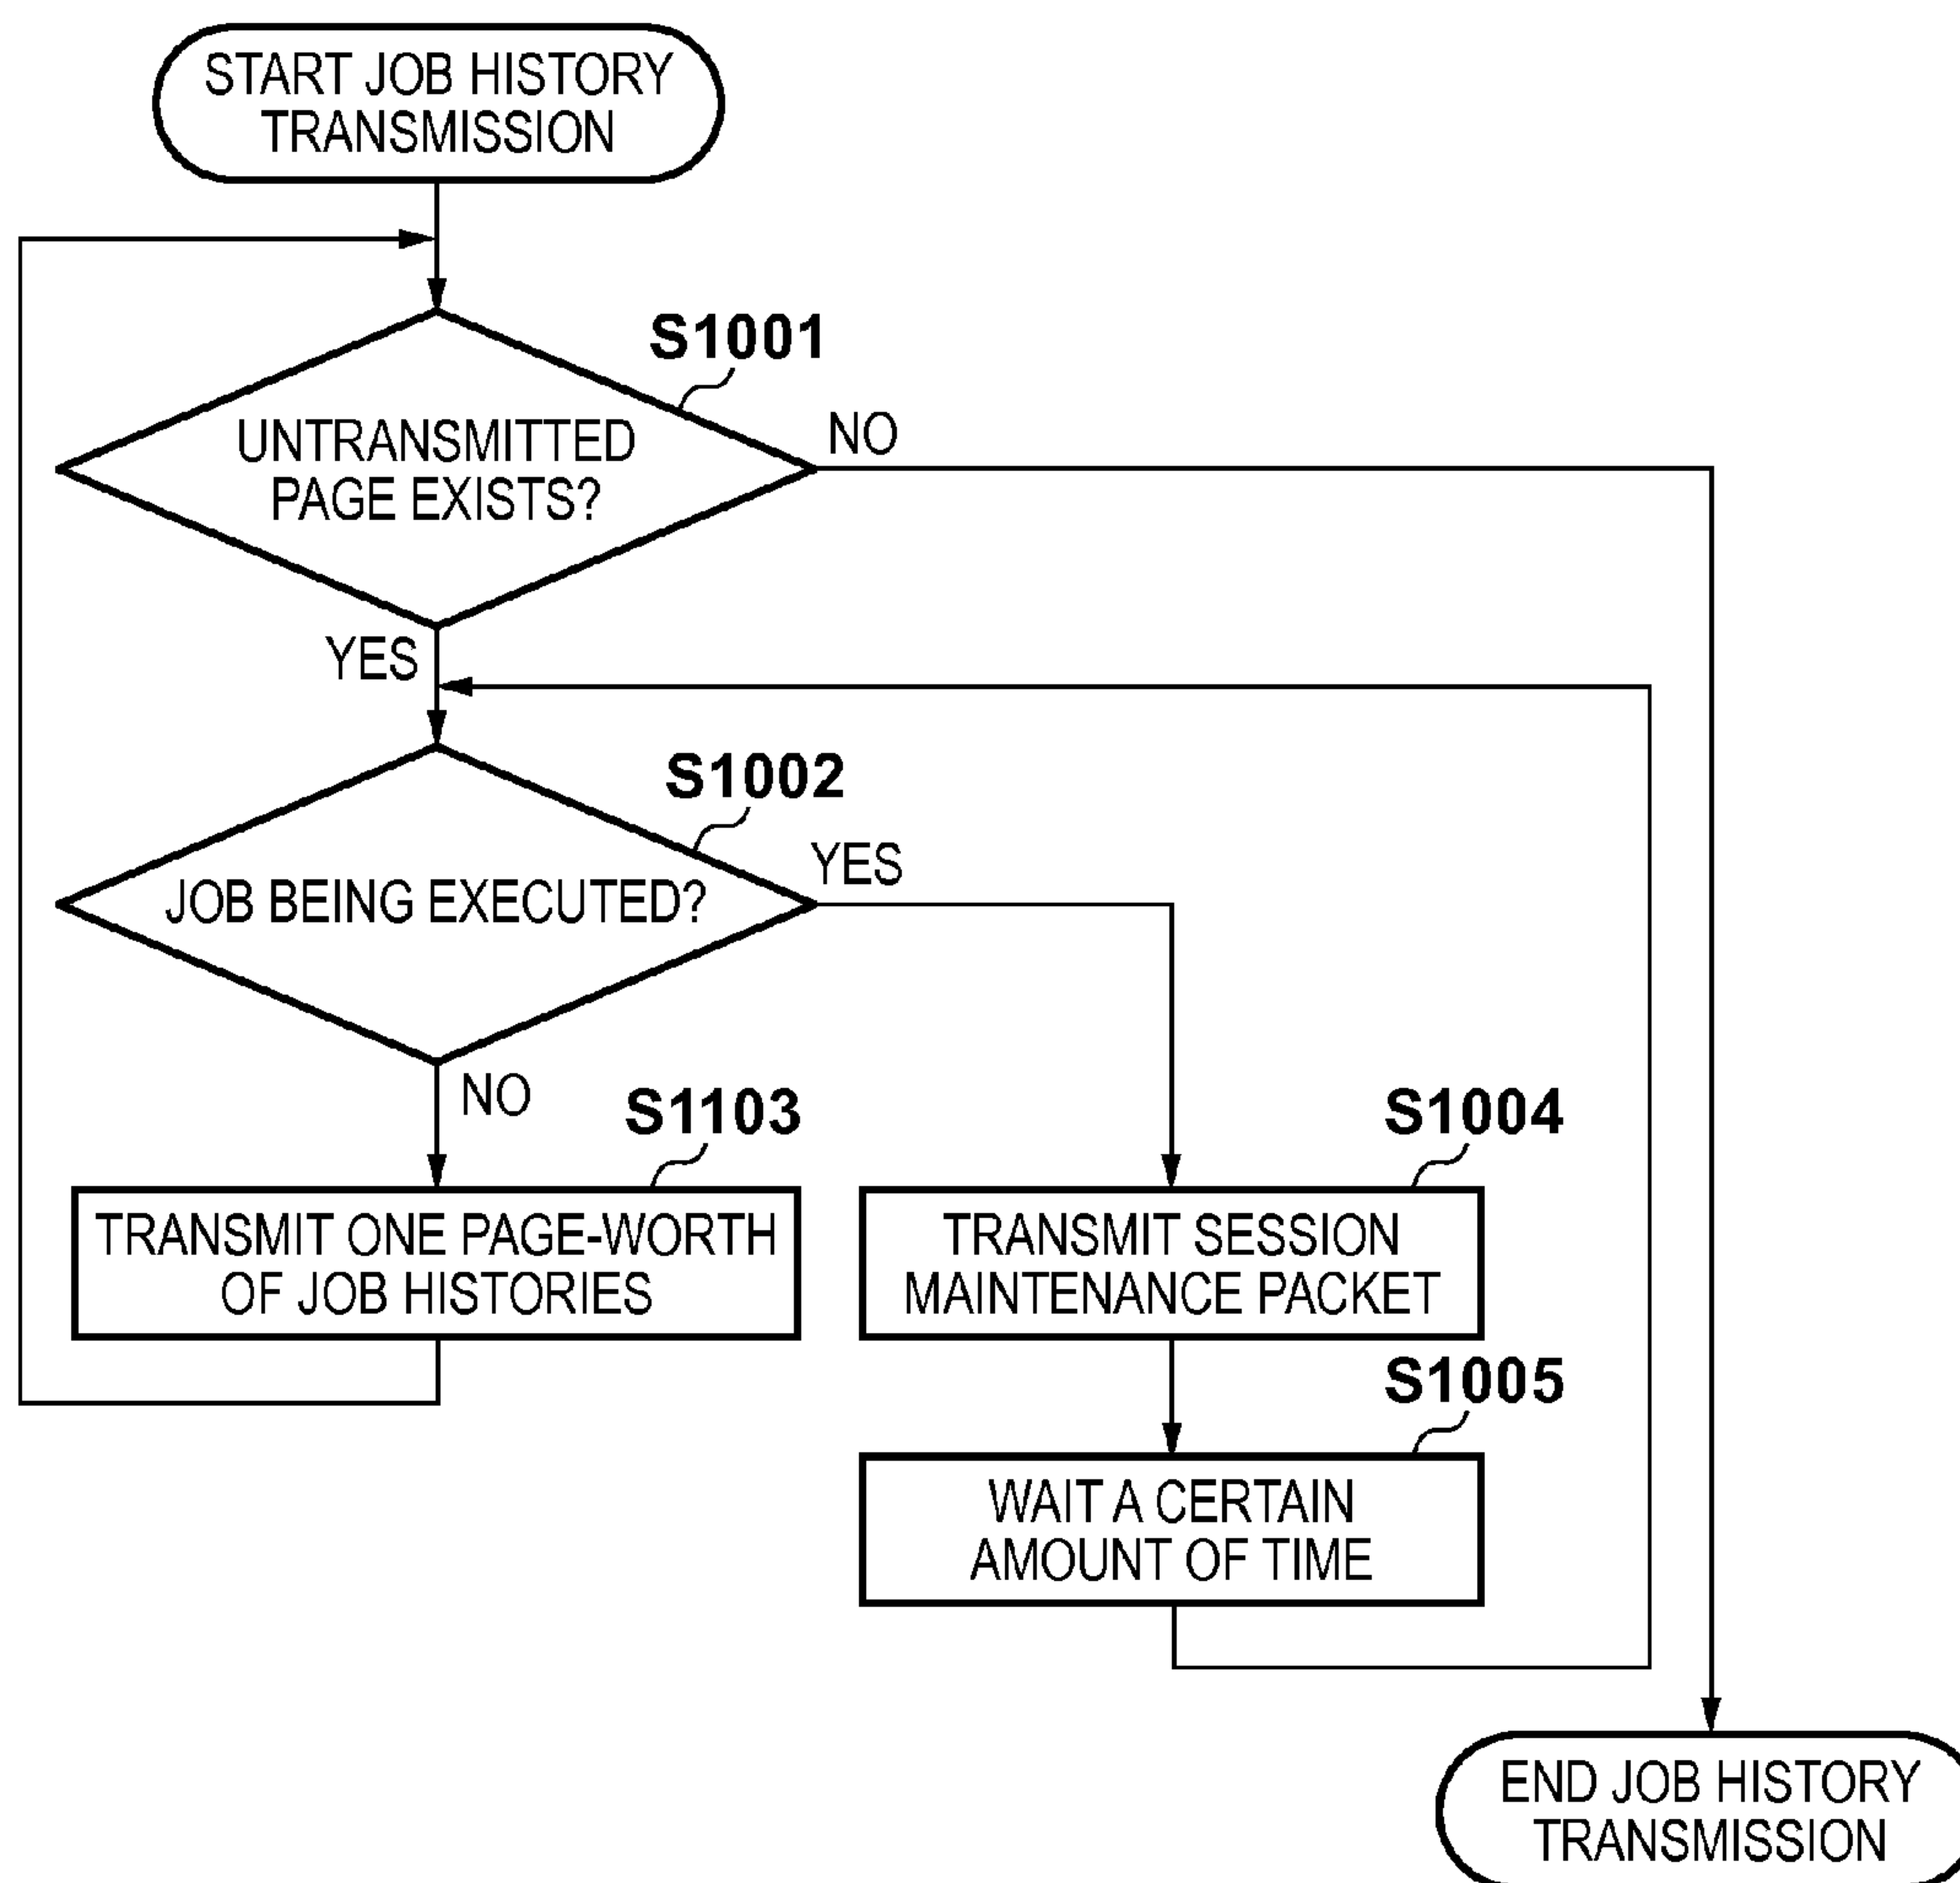 START JOB HISTORY
TRANSMISSION
S1001
UNTRANSMITTED
PAGE EXISTS?
NO
YES
S1002
JOB BEING EXECUTED?
YES
NO
S1103
TRANSMIT ONE PAGE-WORTH
OF JOB HISTORIES
S1004
TRANSMIT SESSION
MAINTENANCE PACKET
S1005
WAIT A CERTAIN
AMOUNT OF TIME
END JOB HISTORY
TRANSMISSION